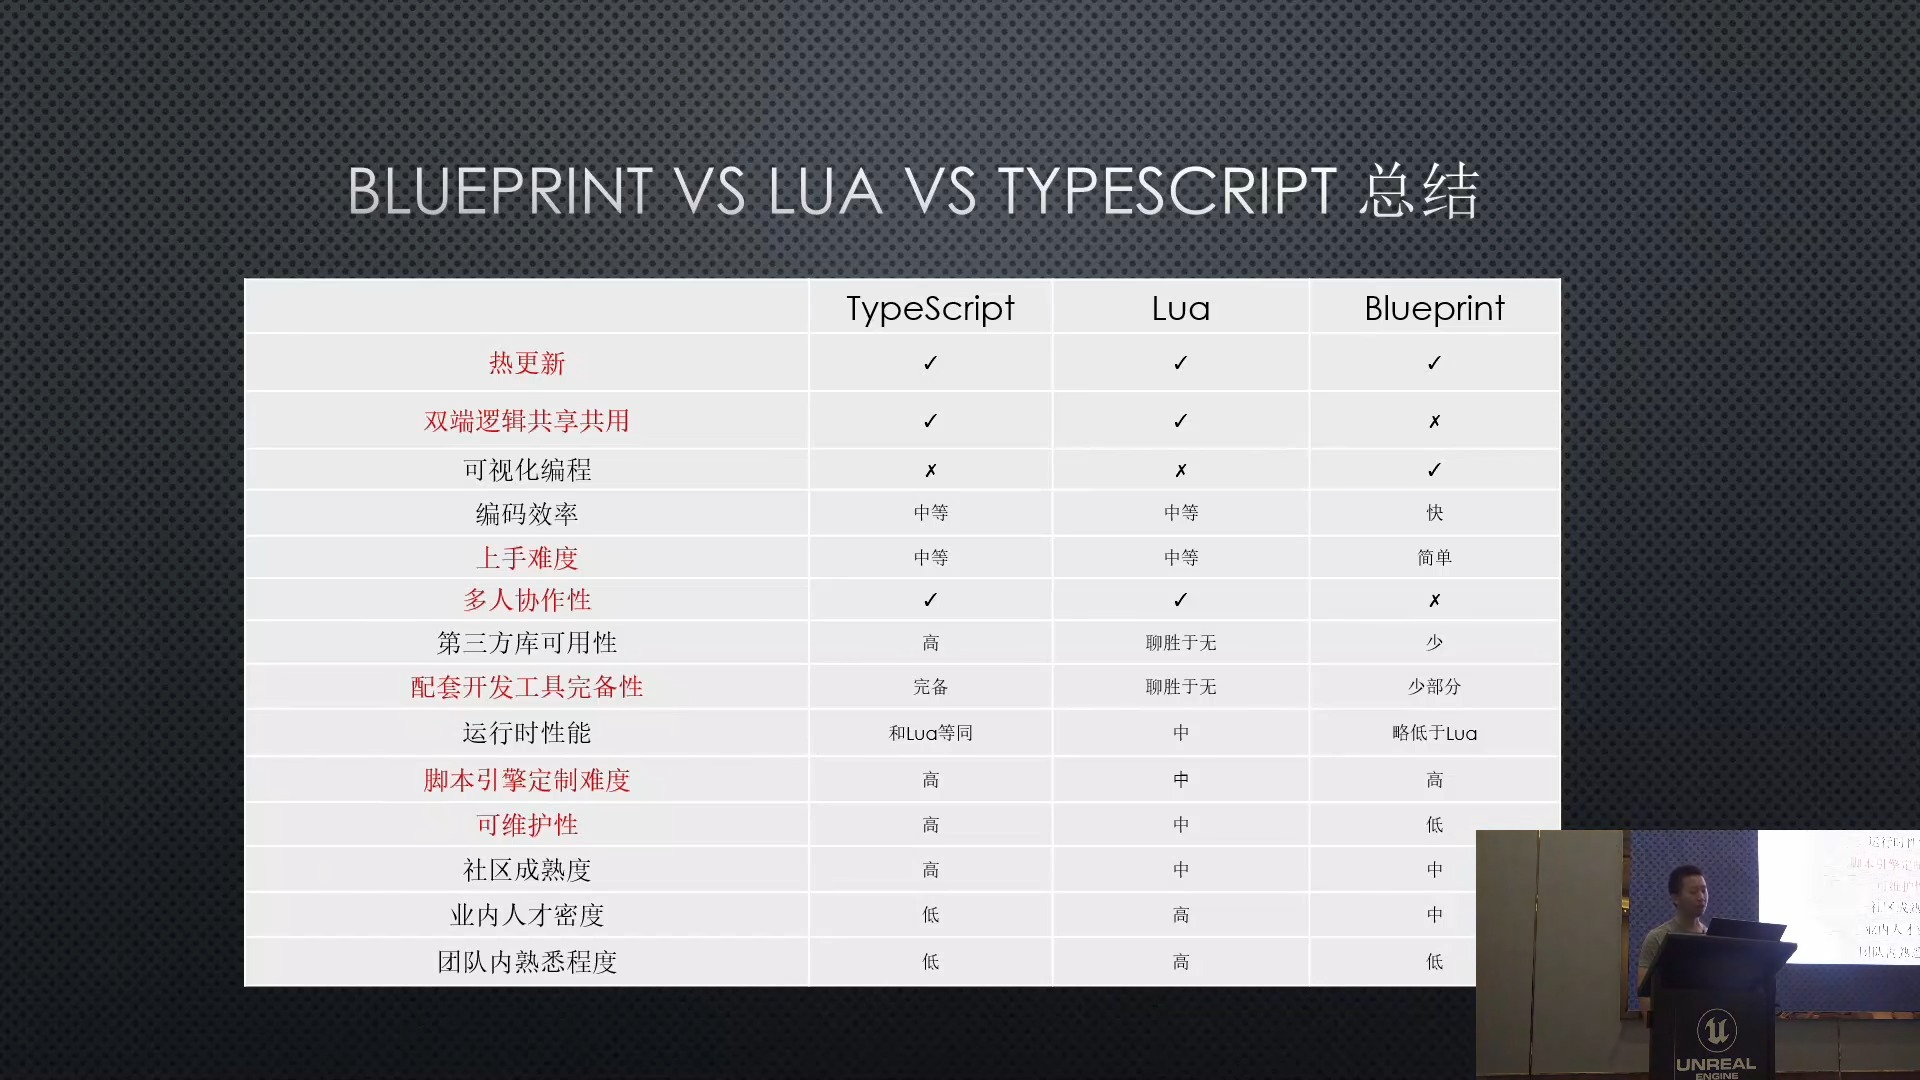 BLUEPRINT VS LUA VS TYPESCRIPT 总结
TypeScript Lua Blueprint
热更新 ✓ ✓ ✓
双端逻辑共享共用 ✓ ✓ ✗
可视化编程 ✗ ✗ ✓
编码效率 中等 中等 快
上手难度 中等 中等 简单
多人协作性 ✓ ✓ ✗
第三方库可用性 高 聊胜于无 少
配套开发工具完备性 完备 聊胜于无 少部分
运行时性能 和Lua等同 中 略低于Lua
脚本引擎定制难度 高 中 高
可维护性 高 中 低
社区成熟度 高 中 中
业内人才密度 低 高 中
团队内熟悉程度 低 高 低
UNREAL
ENGINE